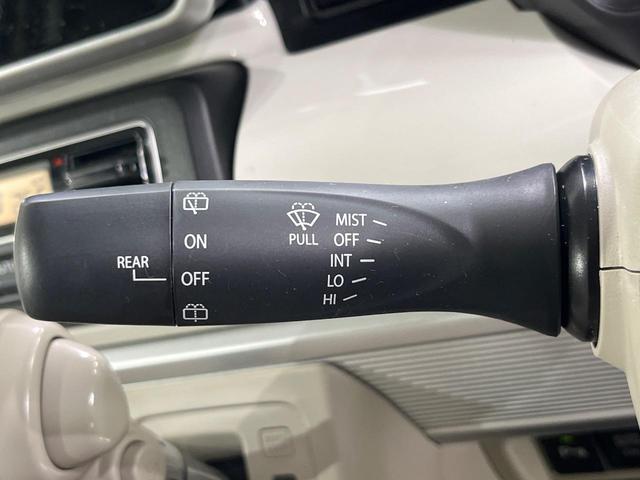 MIST
OFF
INT
LO
HI
PULL
ON
REAR
OFF